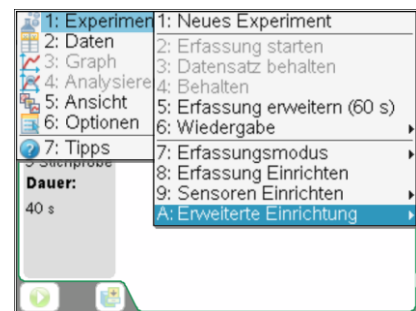 1: Experimen
2: Daten
3: Graph
4: Analysiere
5: Ansicht
6: Optionen
7: Tipps
1: Neues Experiment
2: Erfassung starten
3: Datensatz behalten
4: Behalten
5: Erfassung erweitern (60 s)
6: Wiedergabe
7: Erfassungsmodus
8: Erfassung Einrichten
9: Sensoren Einrichten
A: Erweiterte Einrichtung
Dauer:
40 s